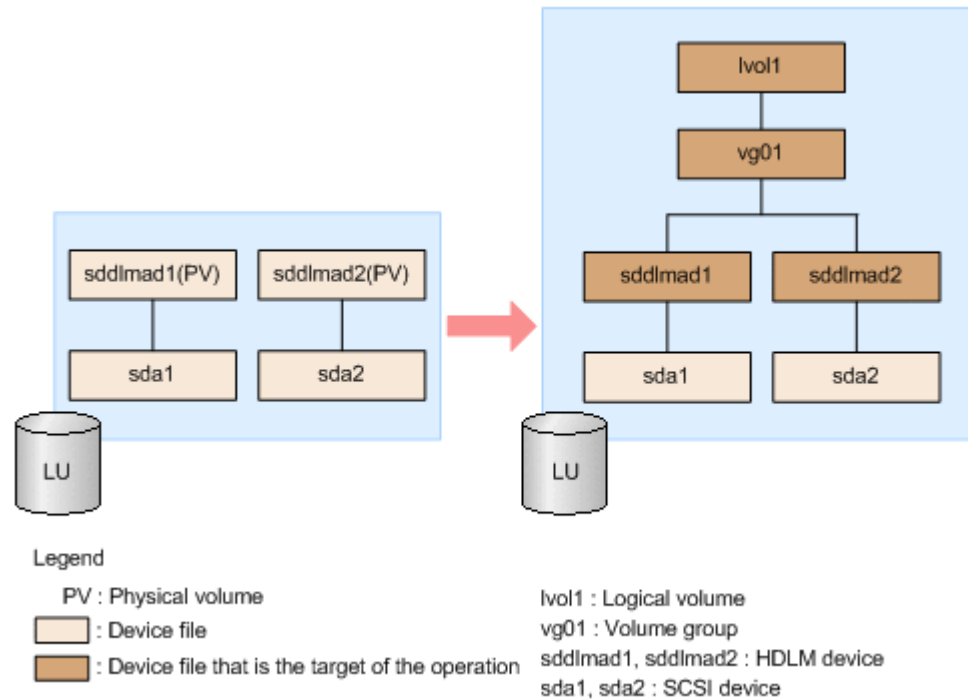 lvol1
vg01
sddlmad1(PV)
sddlmad2(PV)
sddlmad1
sddlmad2
sda1
sda2
sda1
sda2
LU
LU
Legend
PV : Physical volume
: Device file
: Device file that is the target of the operation
lvol1 : Logical volume
vg01 : Volume group
sddlmad1, sddlmad2 : HDLM device
sda1, sda2 : SCSI device